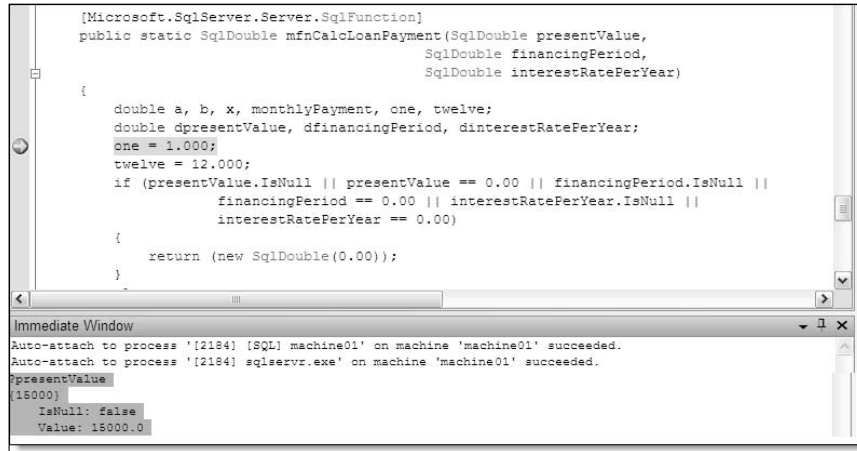 [Microsoft.SqlServer.Server.SqlFunction]
public static SqlDouble mfnCalcLoanPayment(SqlDouble presentValue,
SqlDouble financingPeriod,
SqlDouble interestRatePerYear)
{
double a, b, x, monthlyPayment, one, twelve;
double dpresentValue, dfinancingPeriod, dinterestRatePerYear;
one = 1.000;
twelve = 12.000;
if (presentValue.IsNull || presentValue == 0.00 || financingPeriod.IsNull ||
financingPeriod == 0.00 || interestRatePerYear.IsNull ||
interestRatePerYear == 0.00)
{
return (new SqlDouble(0.00));
}
Immediate Window
Auto-attach to process '[2184] [SQL] machine01' on machine 'machine01' succeeded.
Auto-attach to process '[2184] sqlservr.exe' on machine 'machine01' succeeded.
?presentValue
{15000}
IsNull: false
Value: 15000.0